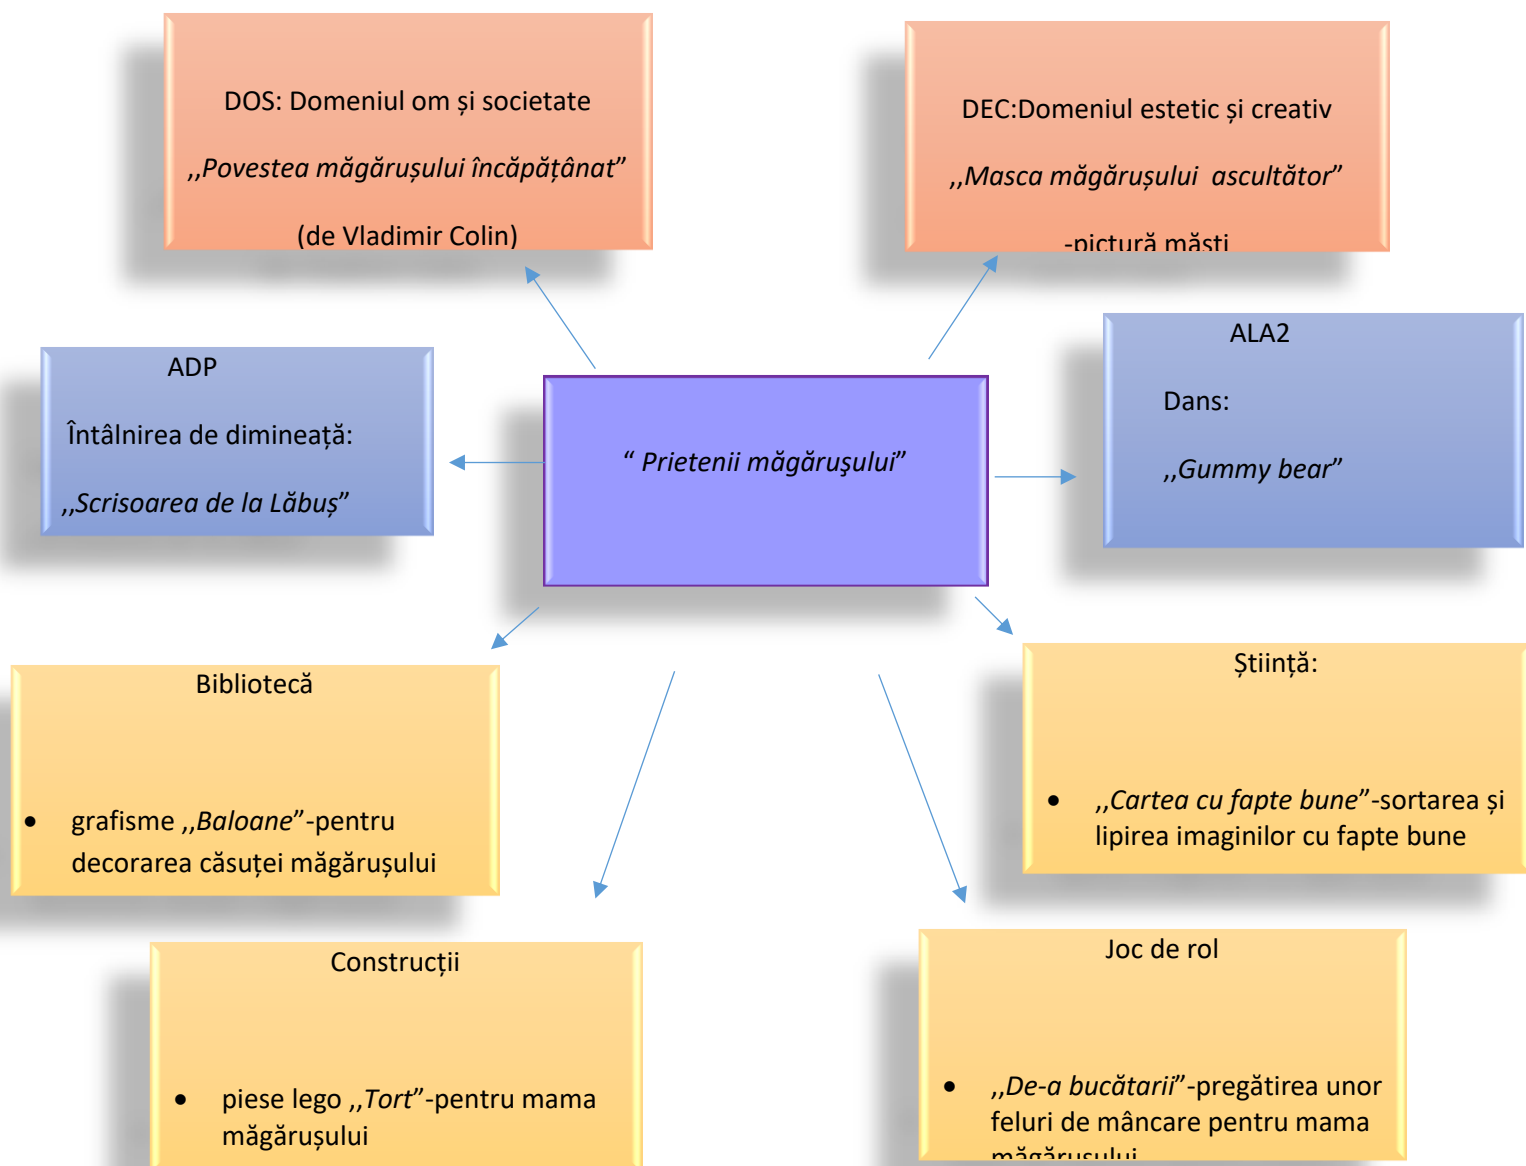 DOS: Domeniul om și societate
,,Povestea măgărușului încăpățânat”
(de Vladimir Colin)
DEC:Domeniul estetic și creativ
,,Masca măgărușului ascultător”
-pictură măști
ADP
Întâlnirea de dimineață:
,,Scrisoarea de la Lăbuș”
“ Prietenii măgăruşului”
ALA2
Dans:
,,Gummy bear”
Bibliotecă
• grafisme ,,Baloane”-pentru
decorarea căsuței măgărușului
Știință:
• ,,Cartea cu fapte bune”-sortarea și
lipirea imaginilor cu fapte bune
Construcții
• piese lego ,,Tort”-pentru mama
măgărușului
Joc de rol
• ,,De-a bucătarii”-pregătirea unor
feluri de mâncare pentru mama
măgărușului